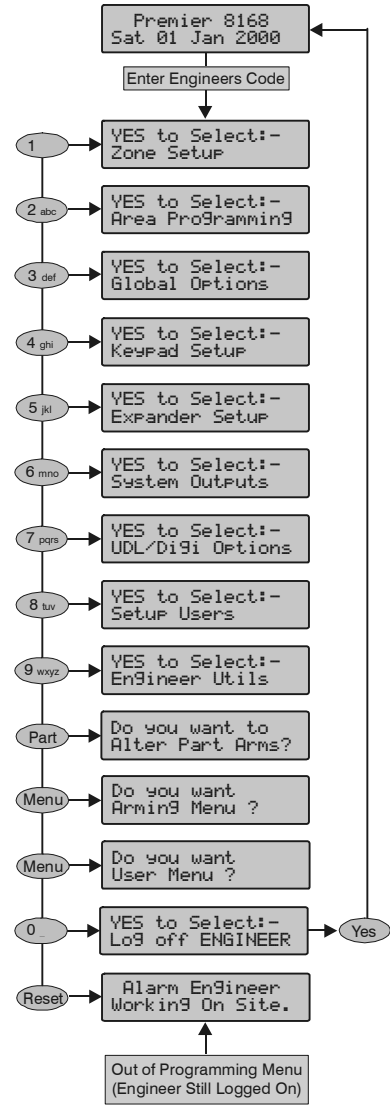 Premier 8168
Sat 01 Jan 2000
Enter Engineers Code
1
YES to Select:-
Zone Setup
2 abc
YES to Select:-
Area Programming
3 def
YES to Select:-
Global Options
4 ghi
YES to Select:-
Keypad Setup
5 jkl
YES to Select:-
Expander Setup
6 mno
YES to Select:-
System Outputs
7 pqrs
YES to Select:-
UDL/Digi Options
8 tuv
YES to Select:-
Setup Users
9 wxyz
YES to Select:-
Engineer Utils
Part
Do you want to
Alter Part Arms?
Menu
Do you want
Arming Menu ?
Menu
Do you want
User Menu ?
0 _
YES to Select:-
Log off ENGINEER
Yes
Reset
Alarm Engineer
Working On Site.
Out of Programming Menu
(Engineer Still Logged On)